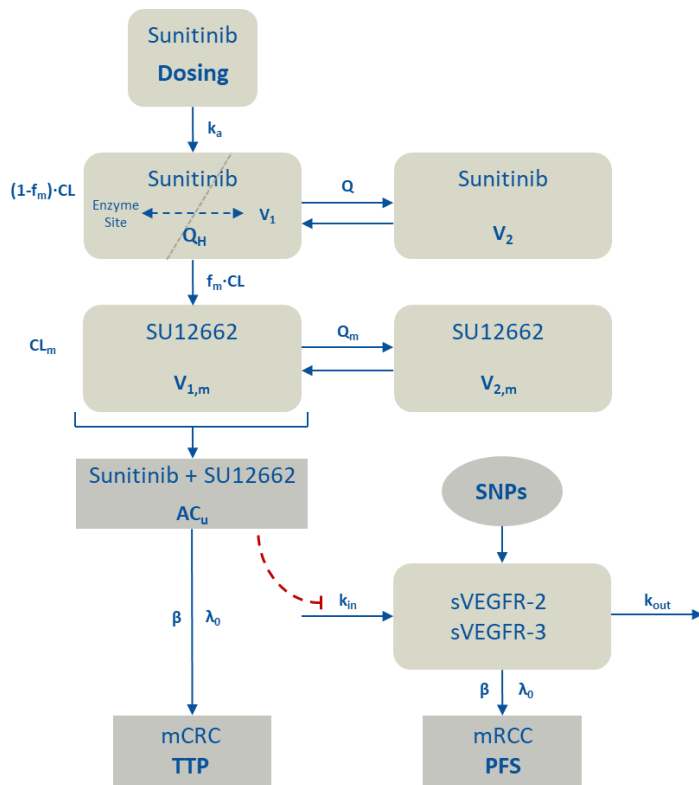 Sunitinib
Dosing
kₐ
(1-fₘ)·CL
Sunitinib
Enzyme
Site
V₁
Q_H
Q
Sunitinib
V₂
fₘ·CL
CLₘ
SU12662
V₁,ₘ
Qₘ
SU12662
V₂,ₘ
Sunitinib + SU12662
ACᵤ
SNPs
kᵢₙ
sVEGFR-2
sVEGFR-3
kₒᵤₜ
β λ₀
β λ₀
mCRC
TTP
mRCC
PFS